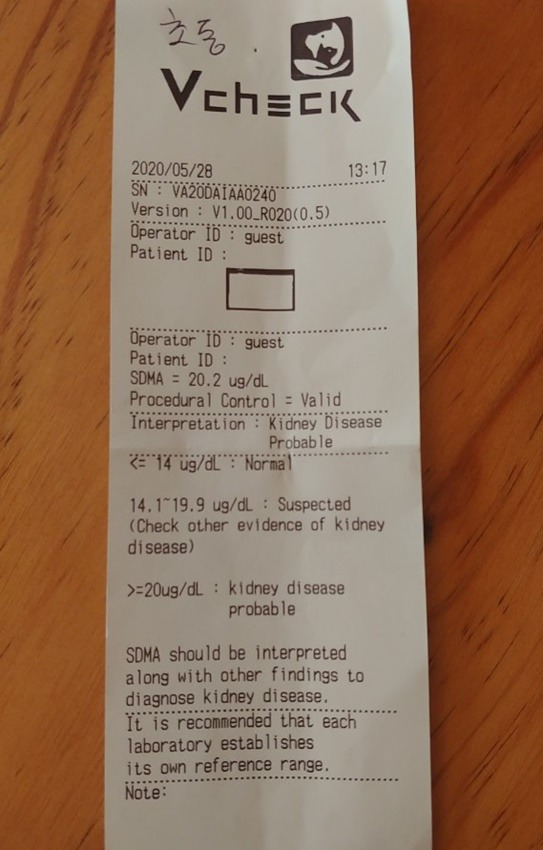 초동.
Vcheck
2020/05/28 13:17
SN : VA20DAIAA0240
Version : V1.00_R020(0.5)
Operator ID : guest
Patient ID :
Operator ID : guest
Patient ID :
SDMA = 20.2 ug/dL
Procedural Control = Valid
Interpretation : Kidney Disease
Probable
<= 14 ug/dL : Normal
14.1~19.9 ug/dL : Suspected
(Check other evidence of kidney
disease)
>=20ug/dL : kidney disease
probable
SDMA should be interpreted
along with other findings to
diagnose kidney disease.
It is recommended that each
laboratory establishes
its own reference range.
Note: